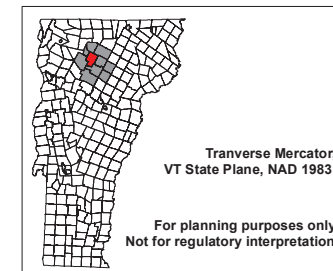 Tranverse Mercator
VT State Plane, NAD 1983
For planning purposes only
Not for regulatory interpretation